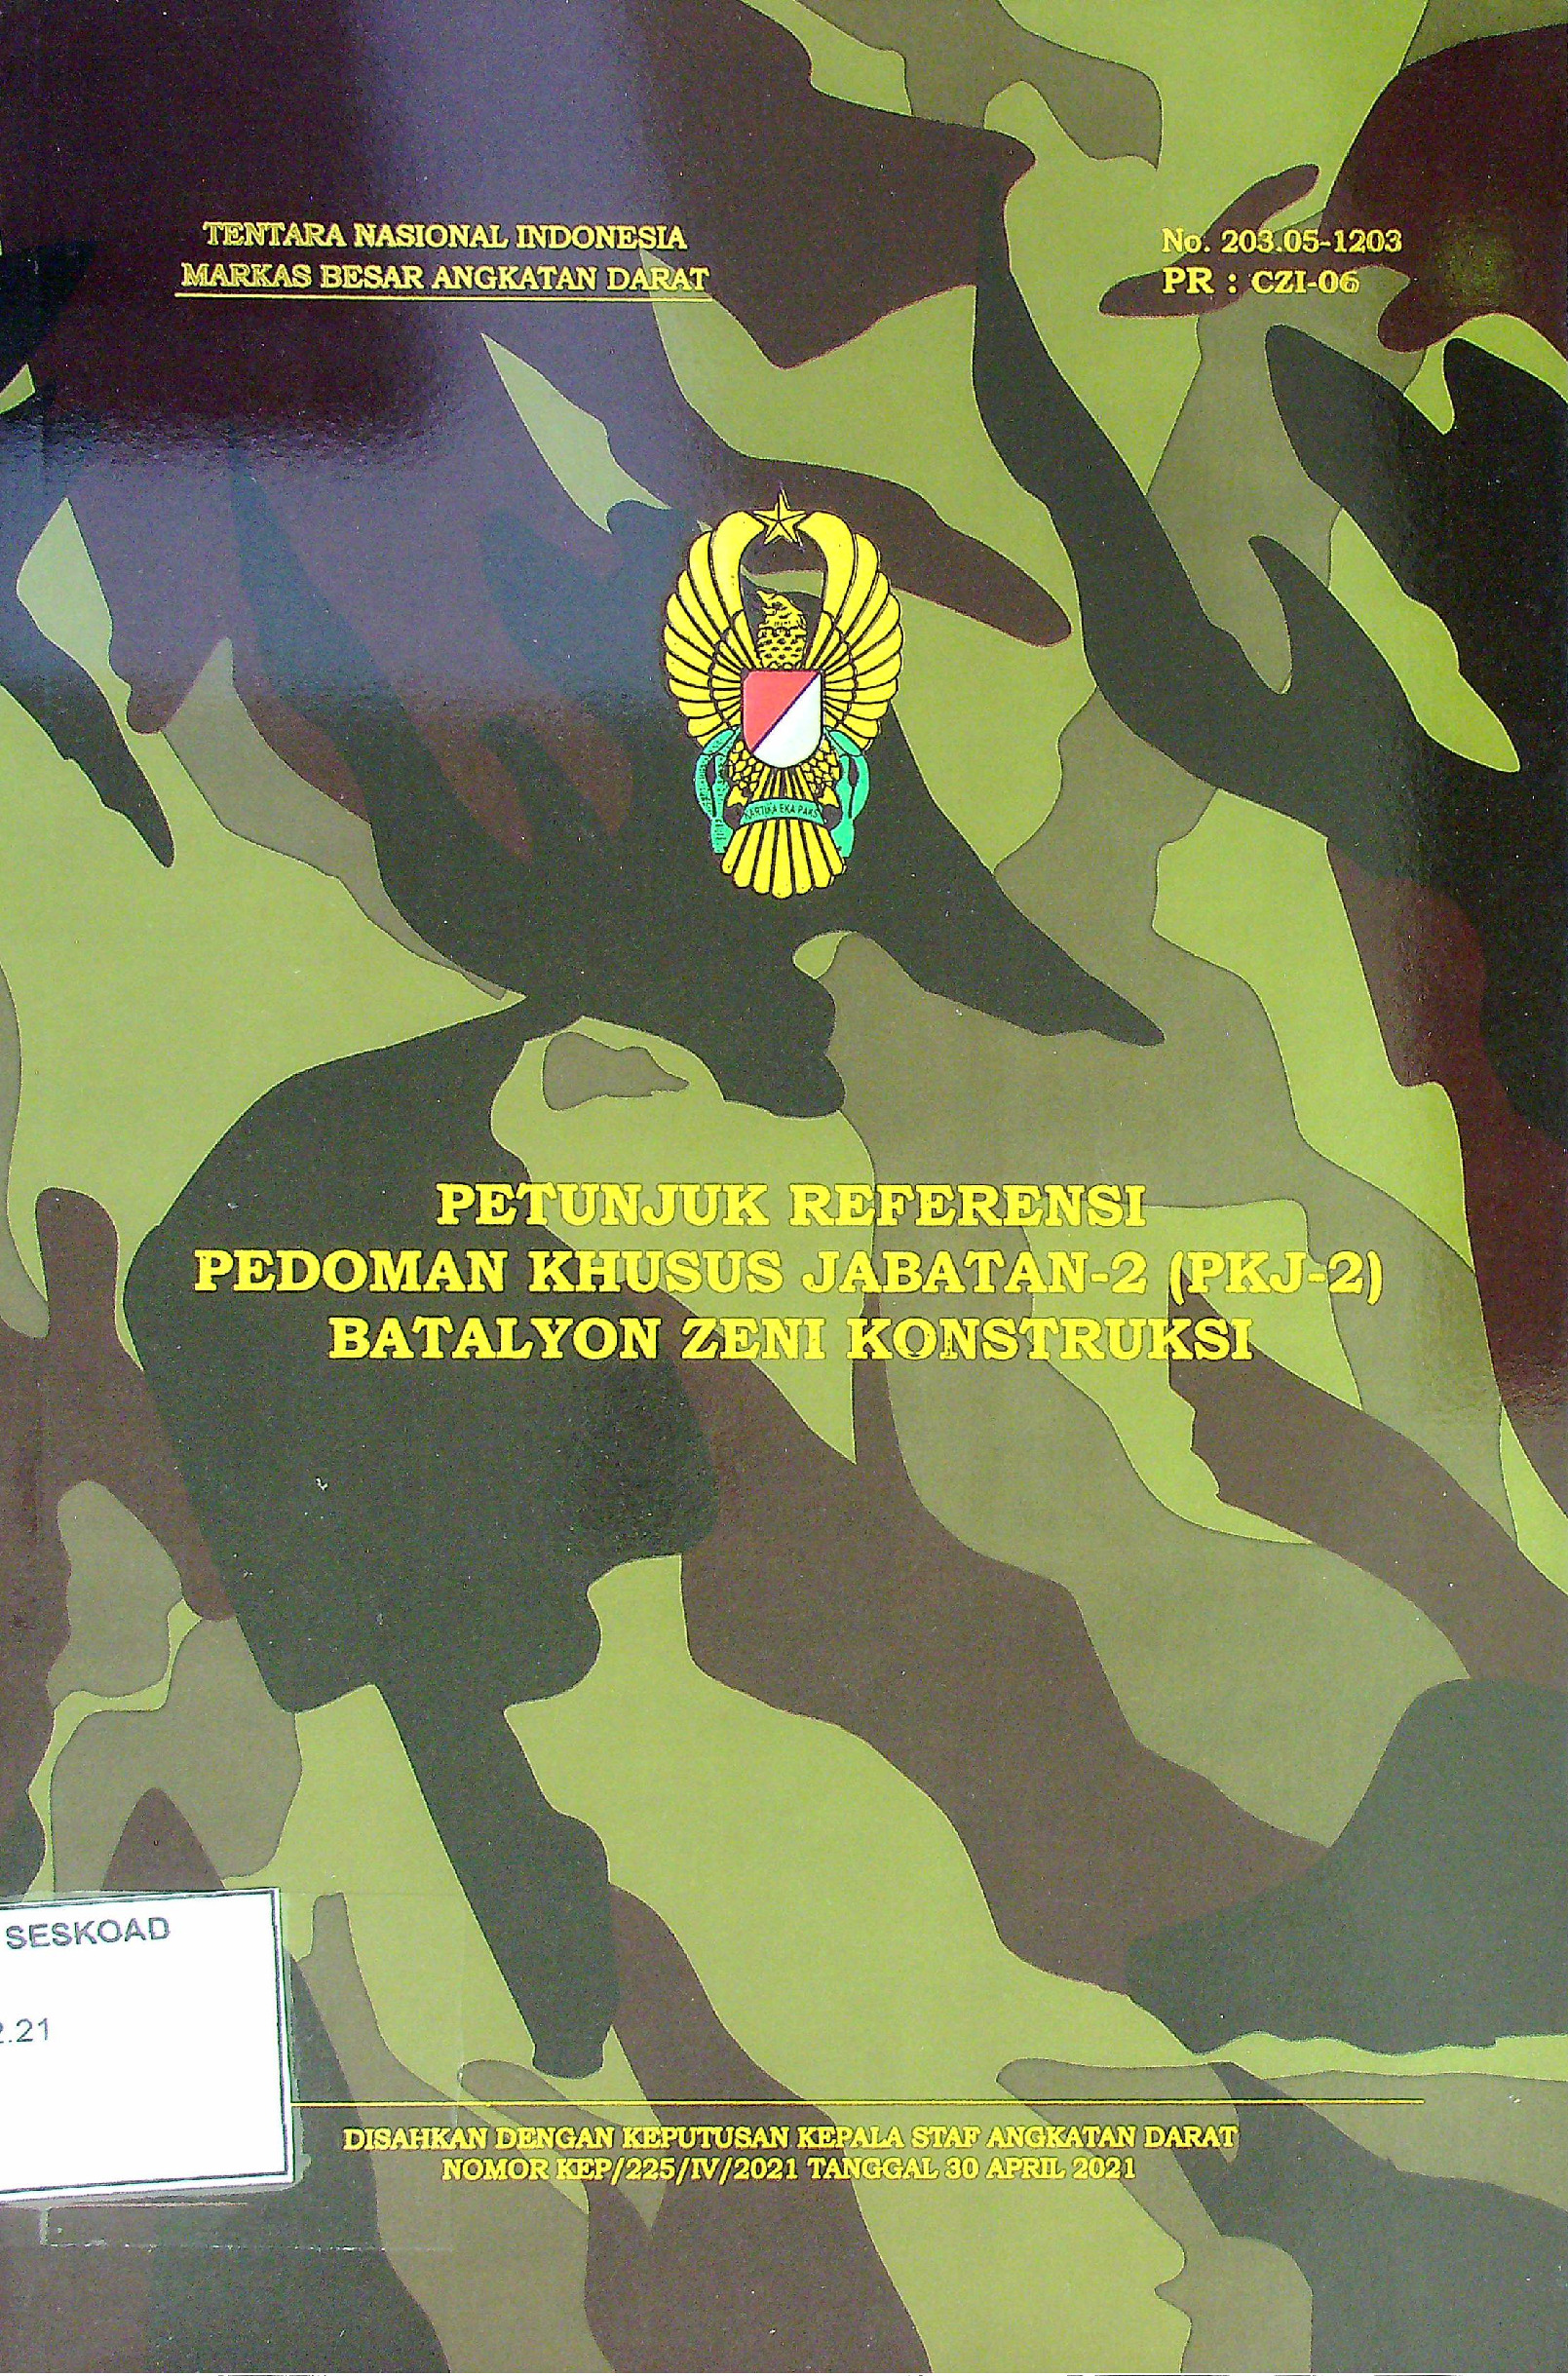 TENTARA NASIONAL INDONESIA
MARKAS BESAR ANGKATAN DARAT
No. 203.05-1203
PR : CZI-06
KARTIKA EKA PAKSI
PETUNJUK REFERENSI
PEDOMAN KHUSUS JABATAN-2 (PKJ-2)
BATALYON ZENI KONSTRUKSI
SESKOAD
2.21
DISAHKAN DENGAN KEPUTUSAN KEPALA STAF ANGKATAN DARAT
NOMOR KEP/225/IV/2021 TANGGAL 30 APRIL 2021